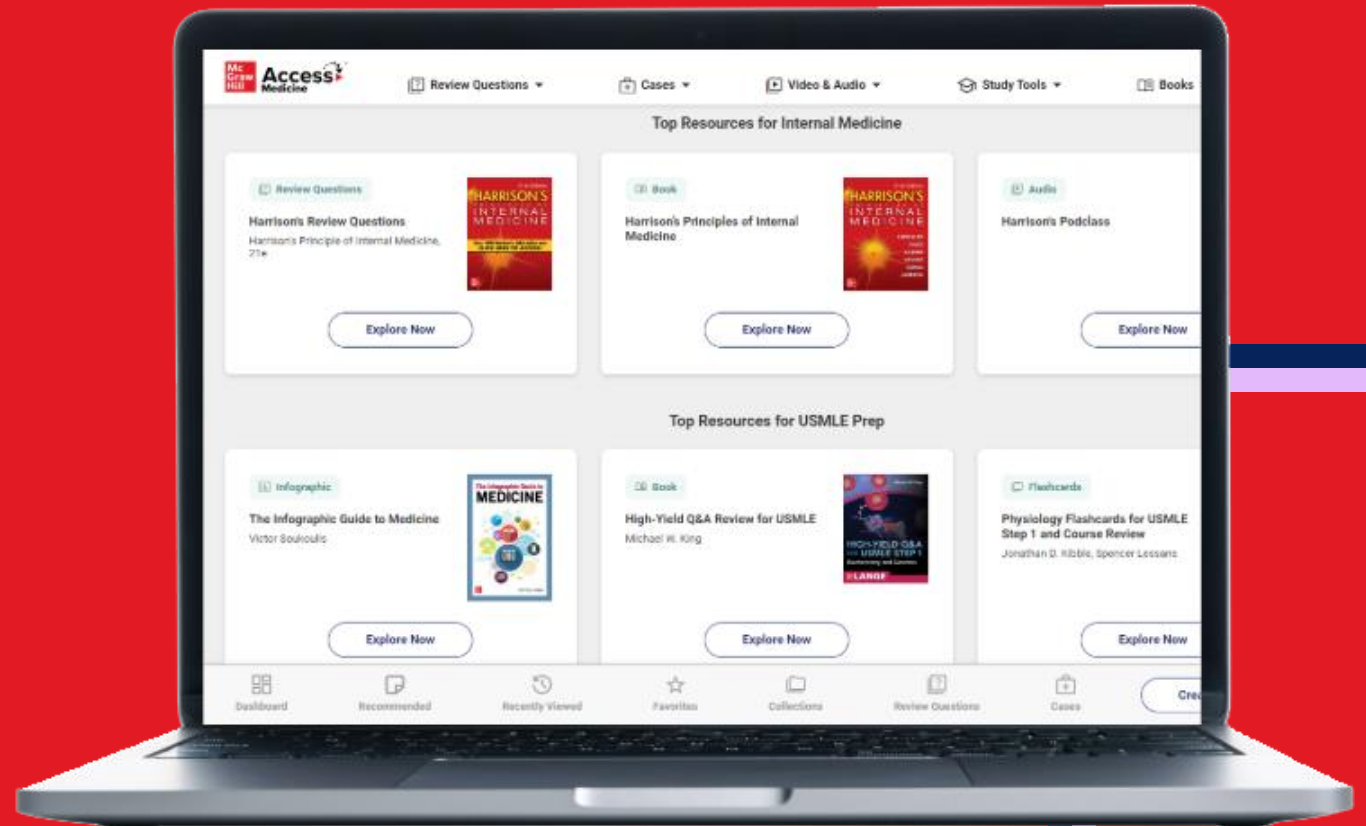 Mc
Graw
Hill
Access
Medicine
Review Questions
Cases
Video & Audio
Study Tools
Books
Top Resources for Internal Medicine
Review Questions
Harrison's Review Questions
Harrison's Principle of Internal Medicine,
21e
HARRISON'S
INTERNAL
MEDICINE
Explore Now
Book
Harrison's Principles of Internal
Medicine
HARRISON'S
INTERNAL
MEDICINE
Explore Now
Audio
Harrison's Podclass
Explore Now
Top Resources for USMLE Prep
Infographic
The Infographic Guide to Medicine
Victor Soukoulis
The Infographic Guide to
MEDICINE
Explore Now
Book
High-Yield Q&A Review for USMLE
Michael W. King
HIGH-YIELD Q&A
USMLE STEP 1
Biochemistry and Genetics
LANGE
Explore Now
Flashcards
Physiology Flashcards for USMLE
Step 1 and Course Review
Jonathan D. Kibble, Spencer Lessans
Explore Now
Dashboard
Recommended
Recently Viewed
Favorites
Collections
Review Questions
Cases
Crea